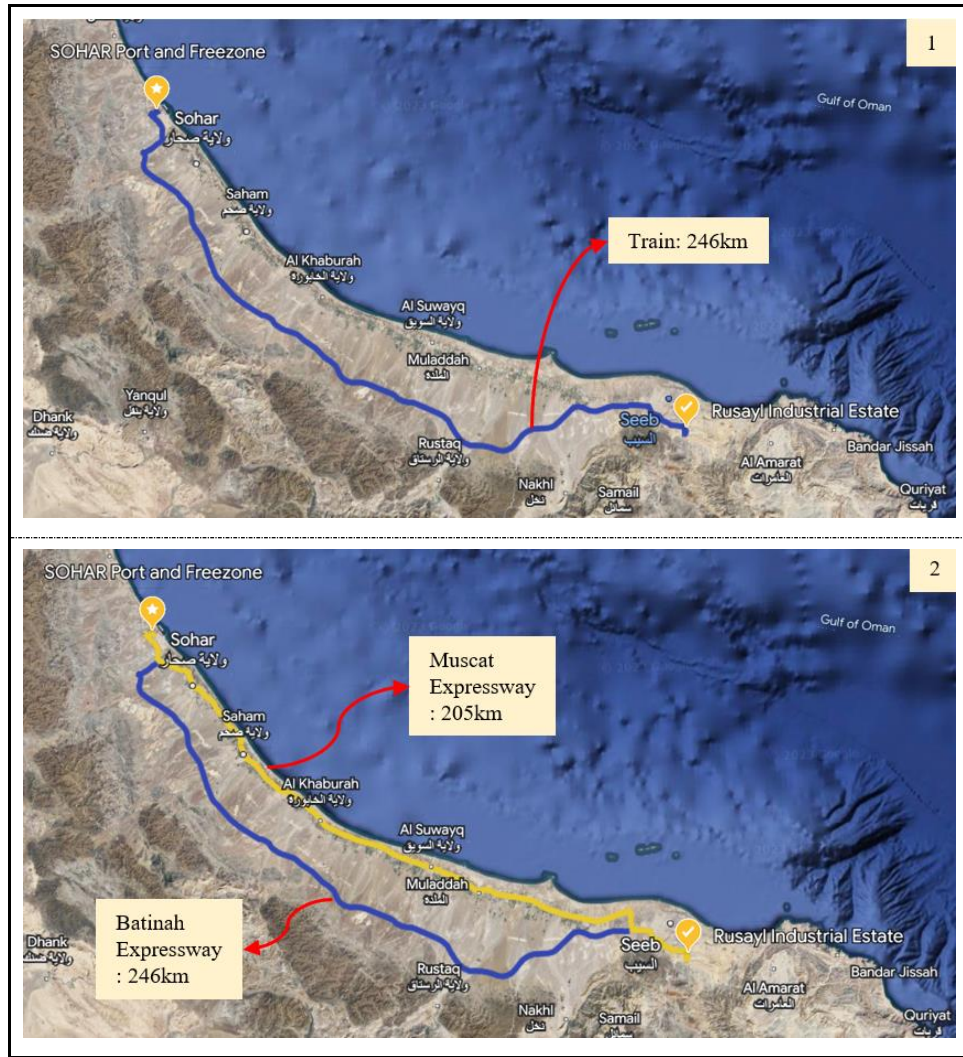 1
SOHAR Port and Freezone
Gulf of Oman
Sohar
ولاية صحار
Saham
ولاية صحم
Train: 246km
Al Khaburah
ولاية الخابورة
Al Suwayq
ولاية السويق
Muladdah
الملدة
Yanqul
ولاية ينقل
Dhank
ولاية ضنك
Rusayl Industrial Estate
Seeb
السيب
Rustaq
ولاية الرستاق
Bandar Jissah
Al Amarat
العامرات
Nakhl
نخل
Samail
سمائل
Quriyat
قريات
2
SOHAR Port and Freezone
Gulf of Oman
Sohar
ولاية صحار
Muscat
Expressway
: 205km
Saham
ولاية صحم
Al Khaburah
ولاية الخابورة
Al Suwayq
ولاية السويق
Muladdah
الملدة
Batinah
Expressway
: 246km
Rusayl Industrial Estate
Seeb
السيب
Dhank
ولاية ضنك
Rustaq
ولاية الرستاق
Bandar Jissah
Al Amarat
العامرات
Nakhl
نخل
Samail
سمائل
Quriyat
قريات